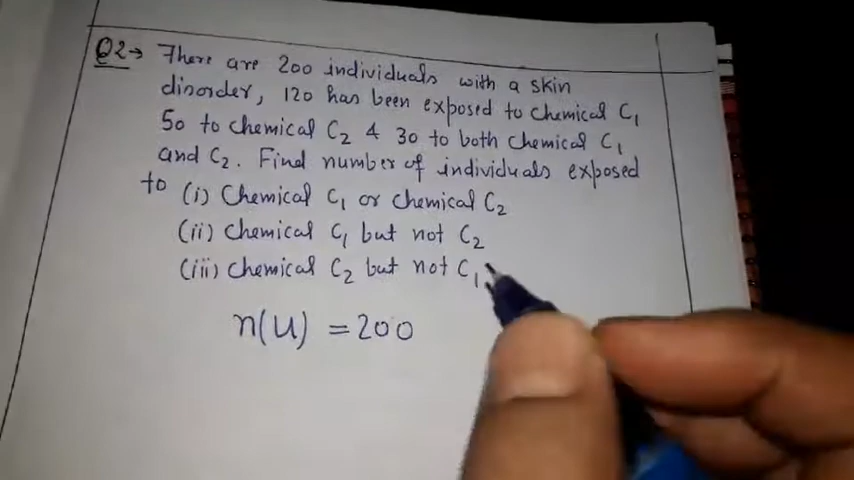 Q2→ There are 200 individuals with a skin
disorder, 120 has been exposed to chemical C₁
50 to chemical C₂ & 30 to both chemical C₁
and C₂. Find number of individuals exposed
to (i) Chemical C₁ or chemical C₂
(ii) Chemical C₁ but not C₂
(iii) Chemical C₂ but not C₁
n(U) = 200